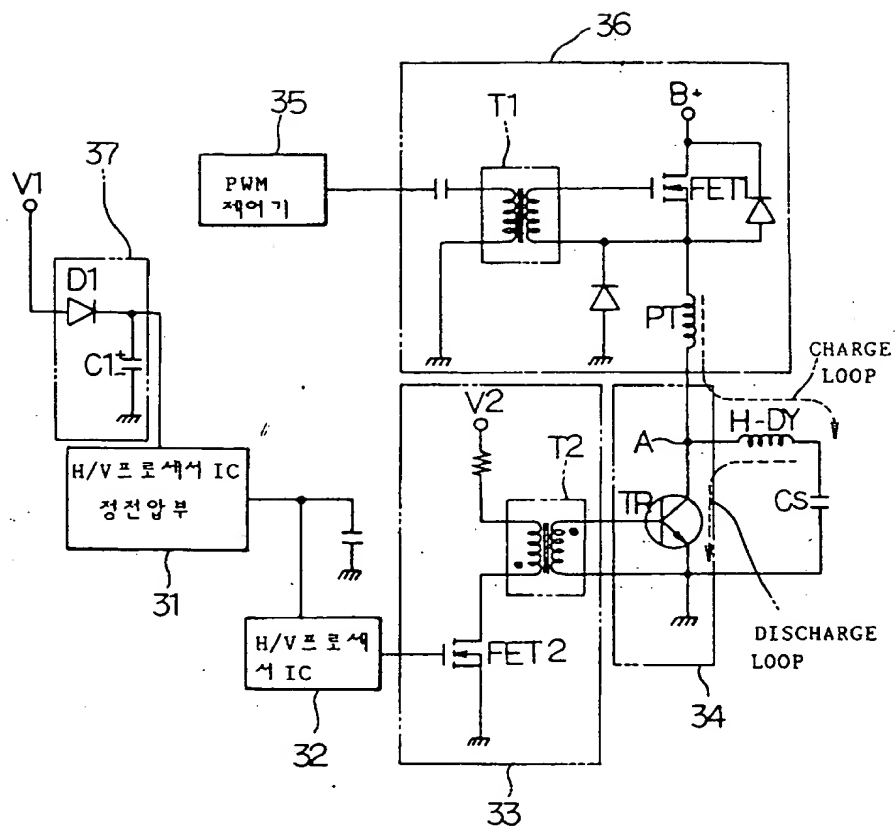 36
T1
B+
35
37
PWM
제어기
V1
FET1
D1
PT
C1
+
-
CHARGE
LOOP
V2
H-DY
A
T2
H/V프로세서 IC
정전압부
TR
CS
31
H/V프로세
서 IC
FET2
DISCHARGE
LOOP
34
32
33